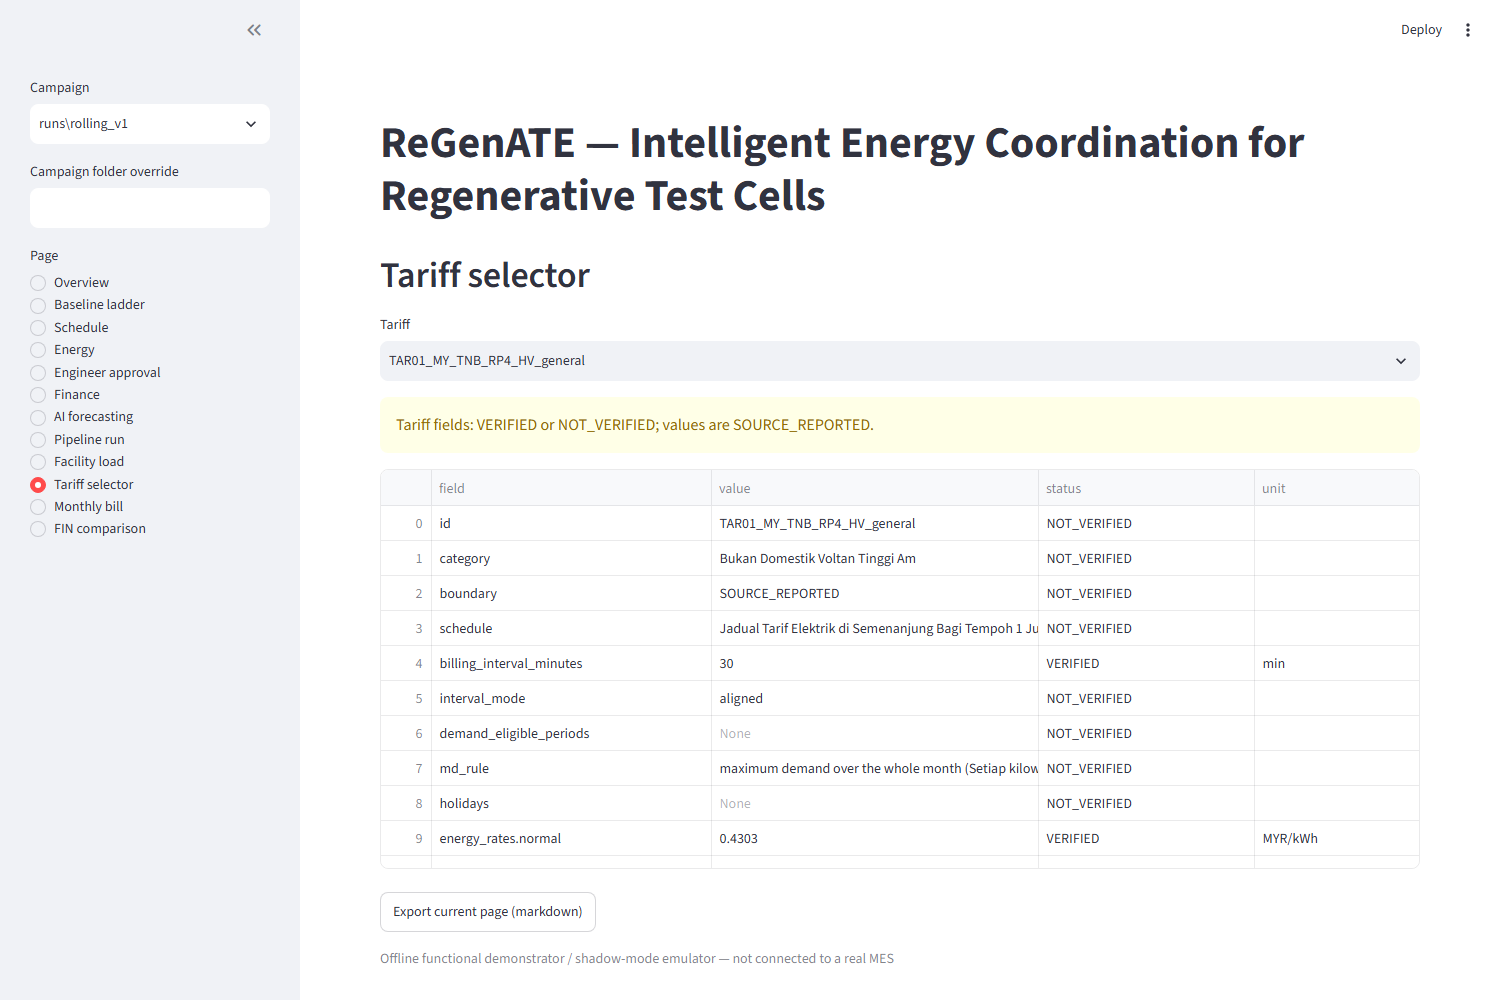 Deploy
Campaign
runs\rolling_v1
Campaign folder override
Page
Overview
Baseline ladder
Schedule
Energy
Engineer approval
Finance
AI forecasting
Pipeline run
Facility load
Tariff selector
Monthly bill
FIN comparison
ReGenATE — Intelligent Energy Coordination for
Regenerative Test Cells
Tariff selector
Tariff
TAR01_MY_TNB_RP4_HV_general
Tariff fields: VERIFIED or NOT_VERIFIED; values are SOURCE_REPORTED.
field value status unit
0 id TAR01_MY_TNB_RP4_HV_general NOT_VERIFIED
1 category Bukan Domestik Voltan Tinggi Am NOT_VERIFIED
2 boundary SOURCE_REPORTED NOT_VERIFIED
3 schedule Jadual Tarif Elektrik di Semenanjung Bagi Tempoh 1 Ju NOT_VERIFIED
4 billing_interval_minutes 30 VERIFIED min
5 interval_mode aligned NOT_VERIFIED
6 demand_eligible_periods None NOT_VERIFIED
7 md_rule maximum demand over the whole month (Setiap kilow NOT_VERIFIED
8 holidays None NOT_VERIFIED
9 energy_rates.normal 0.4303 VERIFIED MYR/kWh
Export current page (markdown)
Offline functional demonstrator / shadow-mode emulator — not connected to a real MES